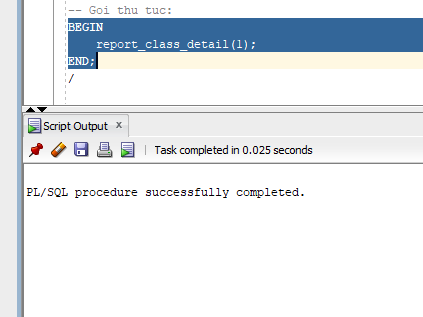 -- Goi thu tuc:
BEGIN
report_class_detail(1);
END;
/
Script Output x
Task completed in 0.025 seconds
PL/SQL procedure successfully completed.